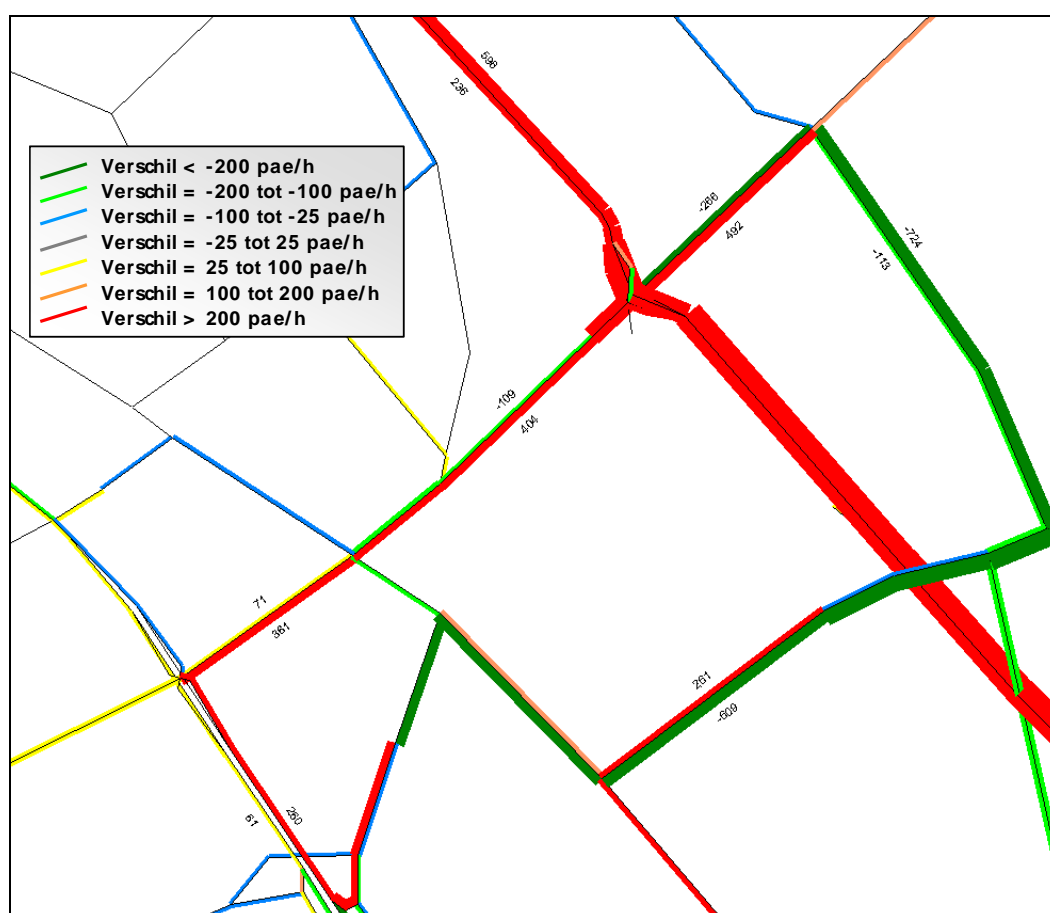 598
236
Verschil < -200 pae/h
Verschil = -200 tot -100 pae/h
Verschil = -100 tot -25 pae/h
Verschil = -25 tot 25 pae/h
Verschil = 25 tot 100 pae/h
Verschil = 100 tot 200 pae/h
Verschil > 200 pae/h
-266
492
-724
-113
-109
404
71
381
261
-609
260
61